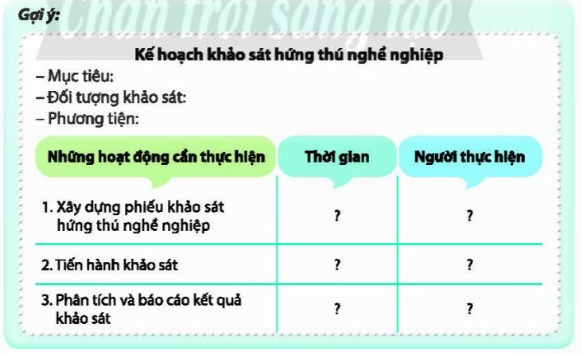 Chân trời sáng tạo
Gợi ý:
Kế hoạch khảo sát hứng thú nghề nghiệp
– Mục tiêu:
– Đối tượng khảo sát:
– Phương tiện:
Những hoạt động cần thực hiện Thời gian Người thực hiện
1. Xây dựng phiếu khảo sát
hứng thú nghề nghiệp ? ?
2. Tiến hành khảo sát ? ?
3. Phân tích và báo cáo kết quả
khảo sát ? ?